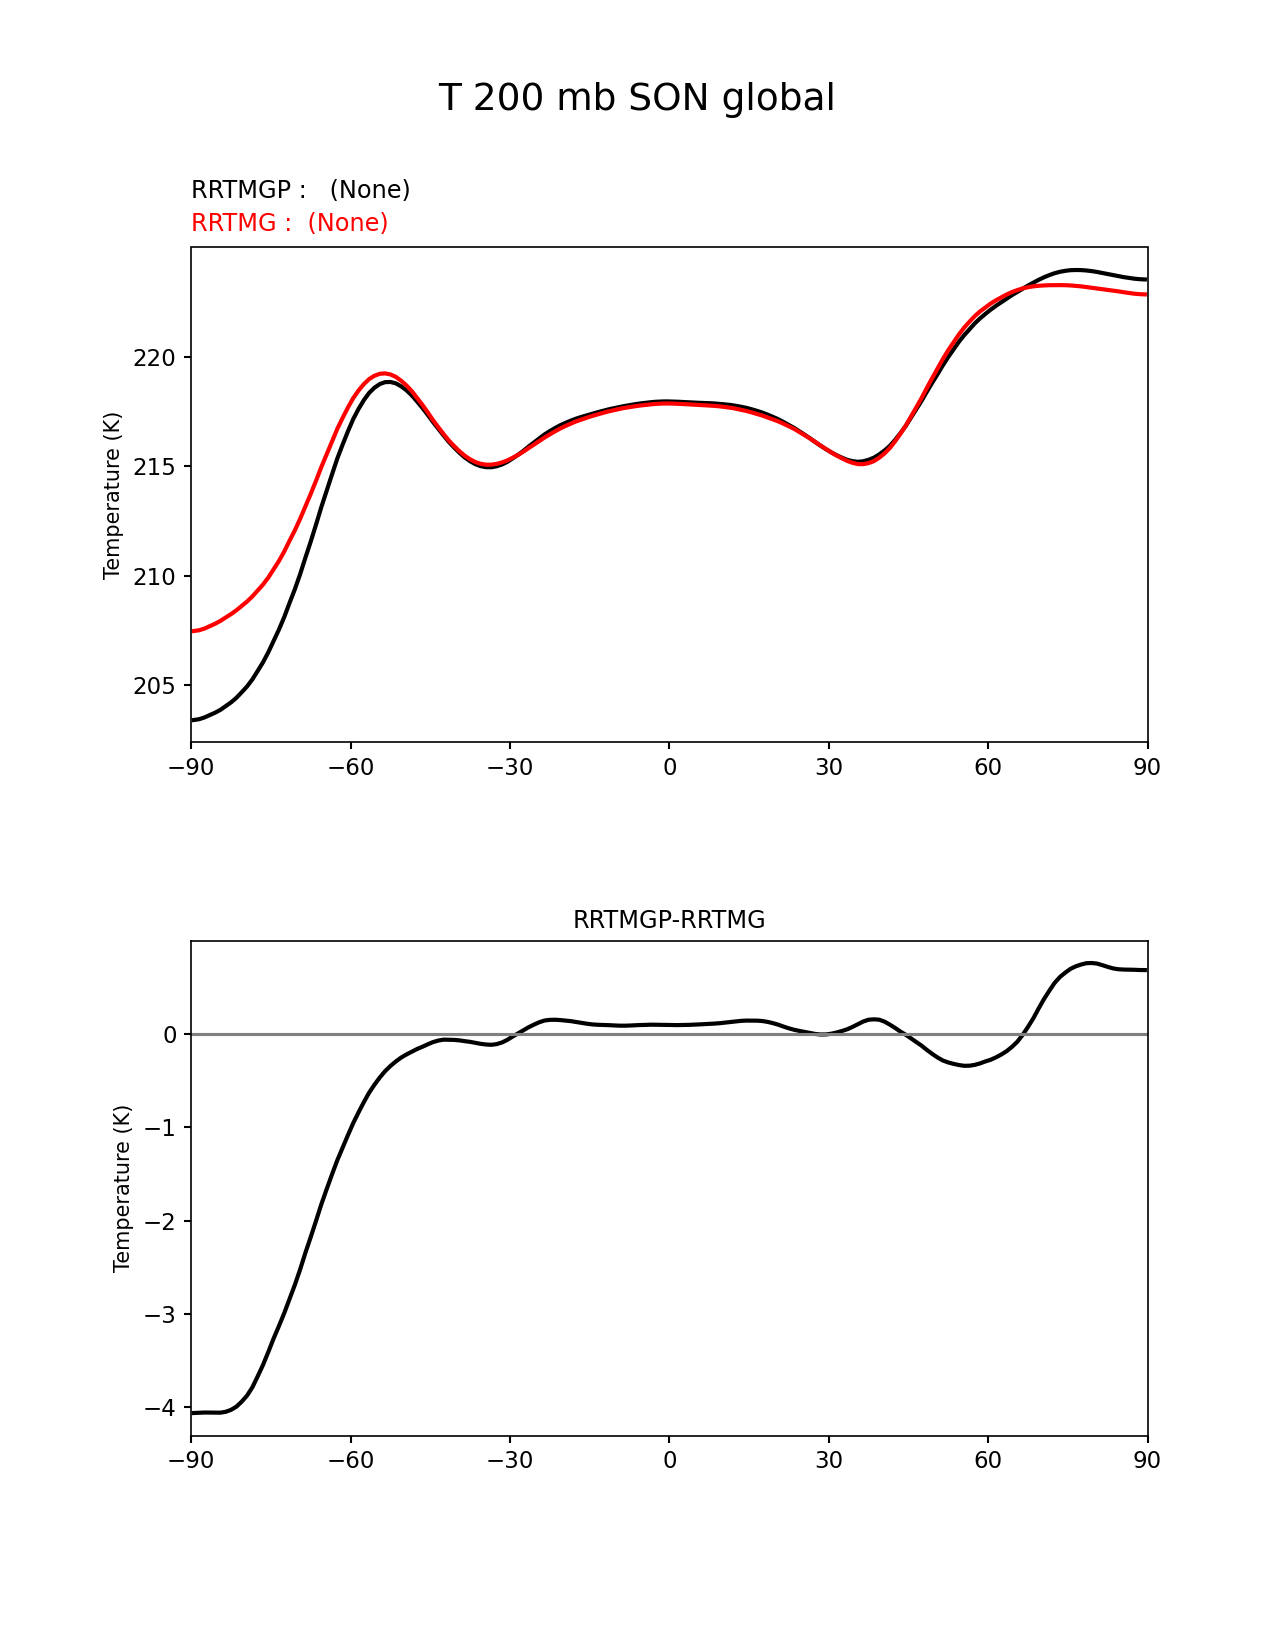 T 200 mb SON global
RRTMGP :   (None)
RRTMG :  (None)
Temperature (K)
220
215
210
205
−90 −60 −30 0 30 60 90
RRTMGP-RRTMG
Temperature (K)
0
−1
−2
−3
−4
−90 −60 −30 0 30 60 90